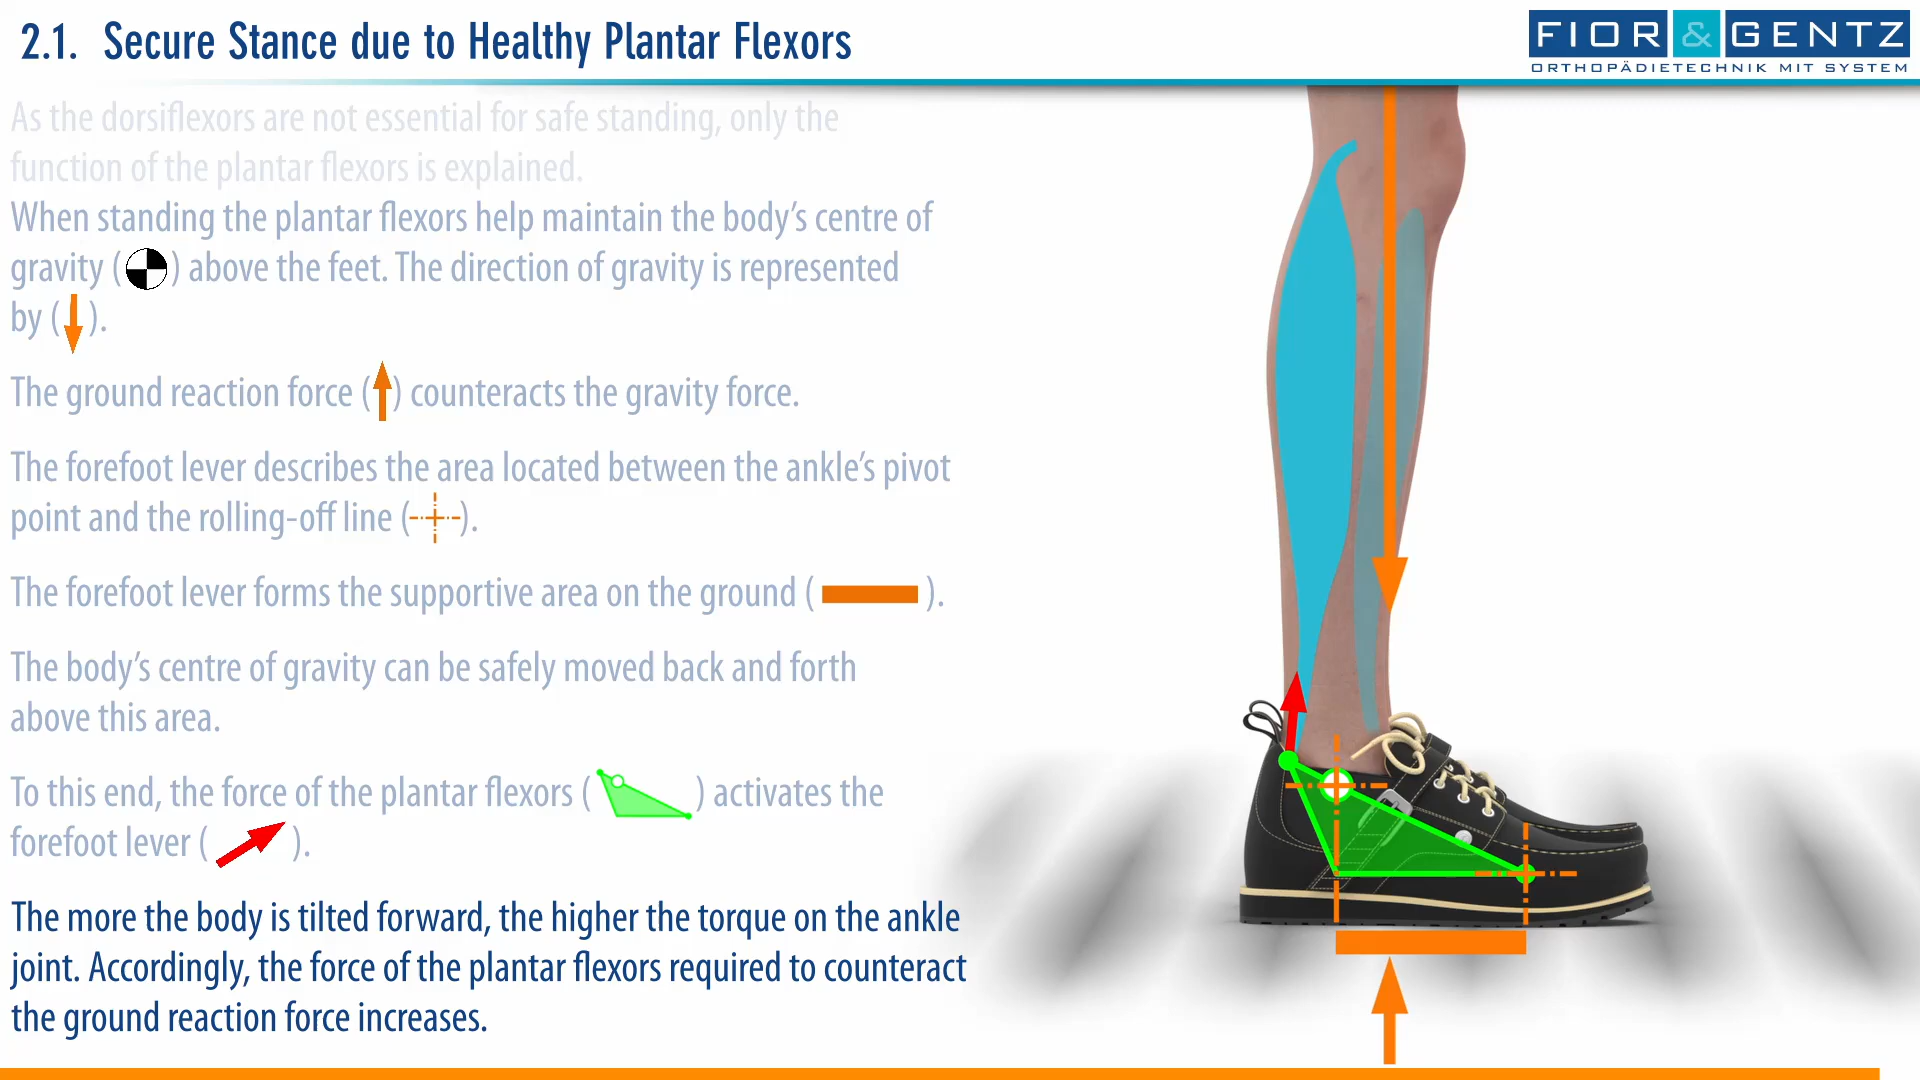 2.1. Secure Stance due to Healthy Plantar Flexors
FIOR & GENTZ
ORTHOPÄDIETECHNIK MIT SYSTEM
As the dorsiflexors are not essential for safe standing, only the
function of the plantar flexors is explained.
When standing the plantar flexors help maintain the body’s centre of
gravity ( ) above the feet. The direction of gravity is represented
by ( ).
The ground reaction force ( ) counteracts the gravity force.
The forefoot lever describes the area located between the ankle’s pivot
point and the rolling-off line ( ).
The forefoot lever forms the supportive area on the ground ( ).
The body’s centre of gravity can be safely moved back and forth
above this area.
To this end, the force of the plantar flexors ( ) activates the
forefoot lever ( ).
The more the body is tilted forward, the higher the torque on the ankle
joint. Accordingly, the force of the plantar flexors required to counteract
the ground reaction force increases.